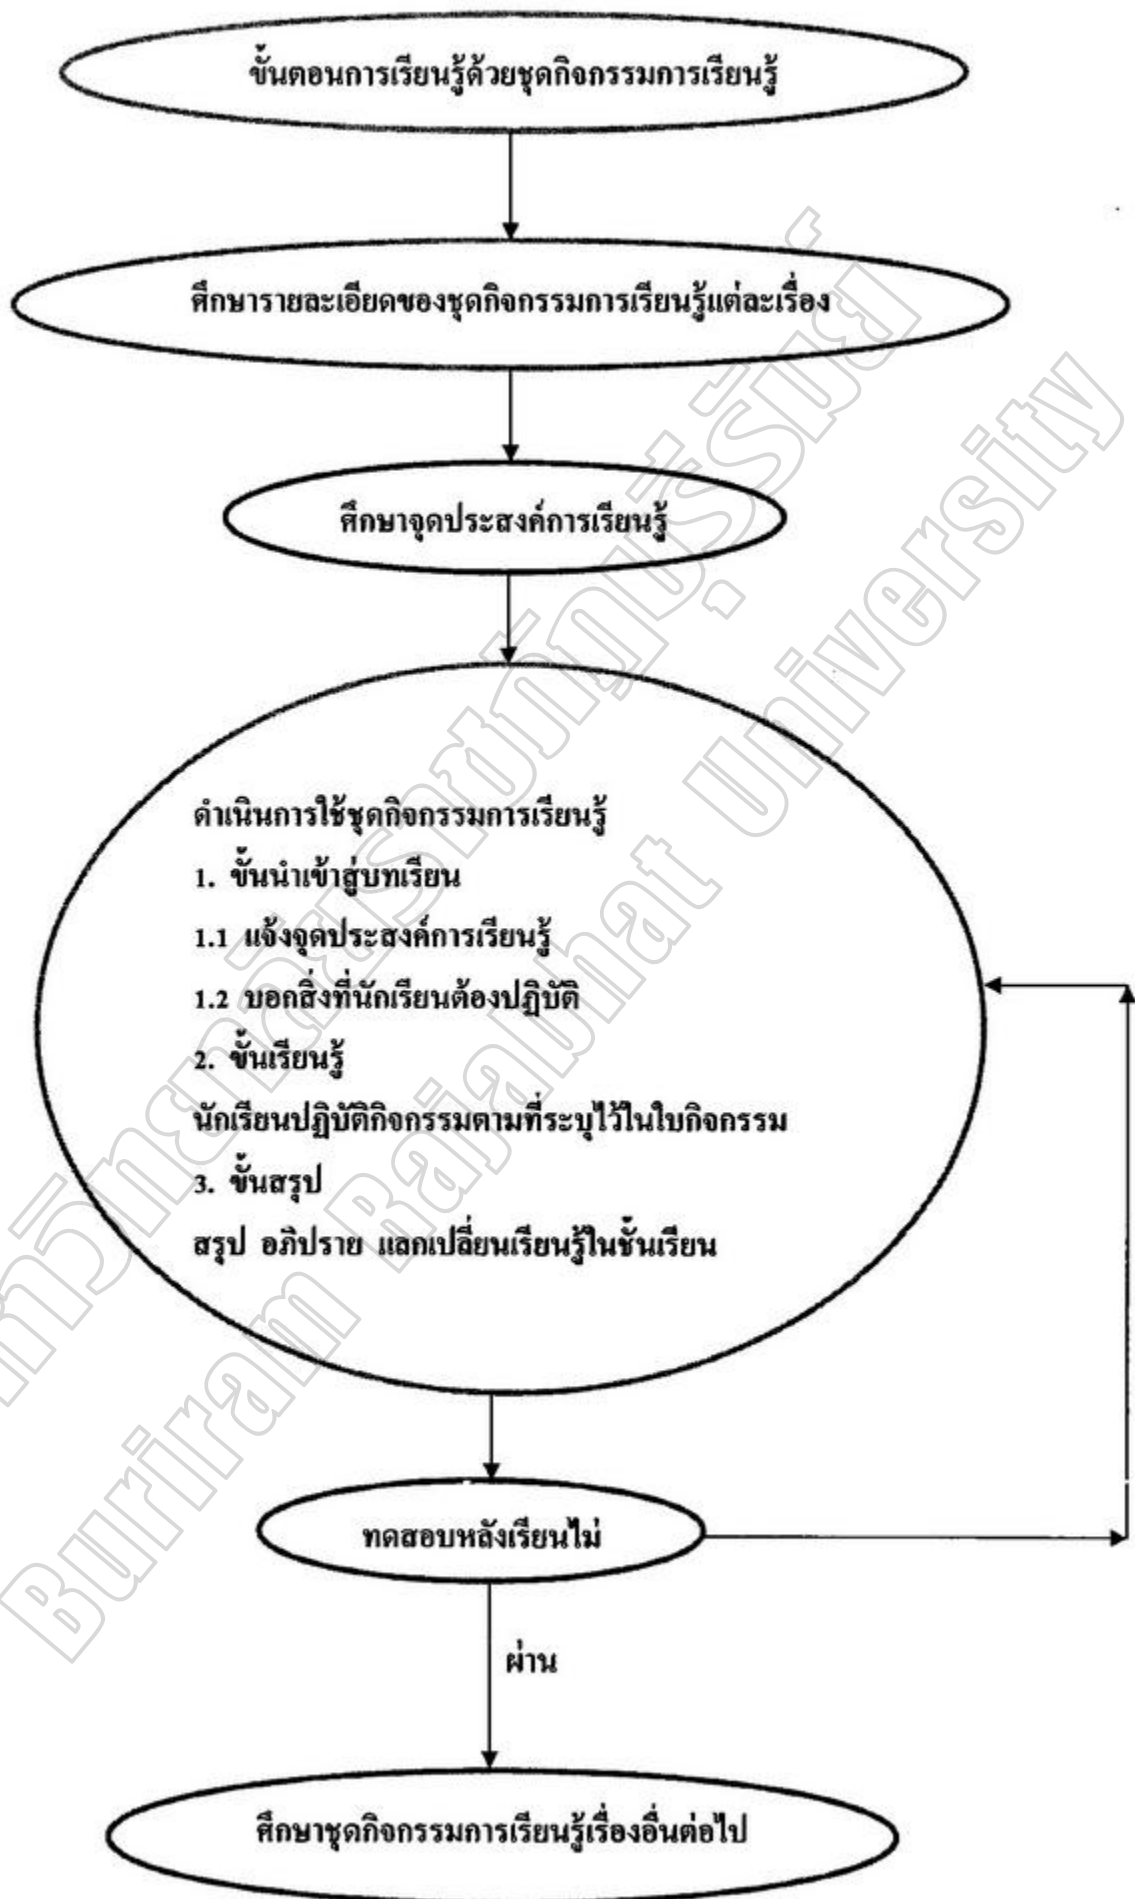 ขั้นตอนการเรียนรู้ด้วยชุดกิจกรรมการเรียนรู้
ศึกษารายละเอียดของชุดกิจกรรมการเรียนรู้แต่ละเรื่อง
ศึกษาจุดประสงค์การเรียนรู้
ดำเนินการใช้ชุดกิจกรรมการเรียนรู้
1. ขั้นนำเข้าสู่บทเรียน
1.1 แจ้งจุดประสงค์การเรียนรู้
1.2 บอกสิ่งที่นักเรียนต้องปฏิบัติ
2. ขั้นเรียนรู้
นักเรียนปฏิบัติกิจกรรมตามที่ระบุไว้ในใบกิจกรรม
3. ขั้นสรุป
สรุป อภิปราย แลกเปลี่ยนเรียนรู้ในชั้นเรียน
ทดสอบหลังเรียนไม่
ผ่าน
ศึกษาชุดกิจกรรมการเรียนรู้เรื่องอื่นต่อไป
Buriram Rajabhat University